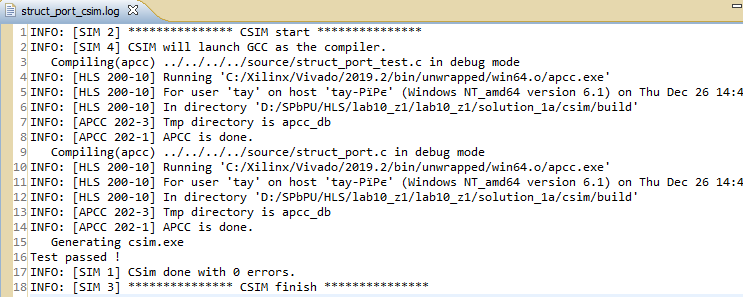 struct_port_csim.log
1 INFO: [SIM 2] *************** CSIM start ***************
2 INFO: [SIM 4] CSIM will launch GCC as the compiler.
3 Compiling(apcc) ../../../../source/struct_port_test.c in debug mode
4 INFO: [HLS 200-10] Running 'C:/Xilinx/Vivado/2019.2/bin/unwrapped/win64.o/apcc.exe'
5 INFO: [HLS 200-10] For user 'tay' on host 'tay-PïPe' (Windows NT_amd64 version 6.1) on Thu Dec 26 14:4
6 INFO: [HLS 200-10] In directory 'D:/SPbPU/HLS/lab10_z1/lab10_z1/solution_1a/csim/build'
7 INFO: [APCC 202-3] Tmp directory is apcc_db
8 INFO: [APCC 202-1] APCC is done.
9 Compiling(apcc) ../../../../source/struct_port.c in debug mode
10 INFO: [HLS 200-10] Running 'C:/Xilinx/Vivado/2019.2/bin/unwrapped/win64.o/apcc.exe'
11 INFO: [HLS 200-10] For user 'tay' on host 'tay-PïPe' (Windows NT_amd64 version 6.1) on Thu Dec 26 14:4
12 INFO: [HLS 200-10] In directory 'D:/SPbPU/HLS/lab10_z1/lab10_z1/solution_1a/csim/build'
13 INFO: [APCC 202-3] Tmp directory is apcc_db
14 INFO: [APCC 202-1] APCC is done.
15 Generating csim.exe
16 Test passed !
17 INFO: [SIM 1] CSim done with 0 errors.
18 INFO: [SIM 3] *************** CSIM finish ***************